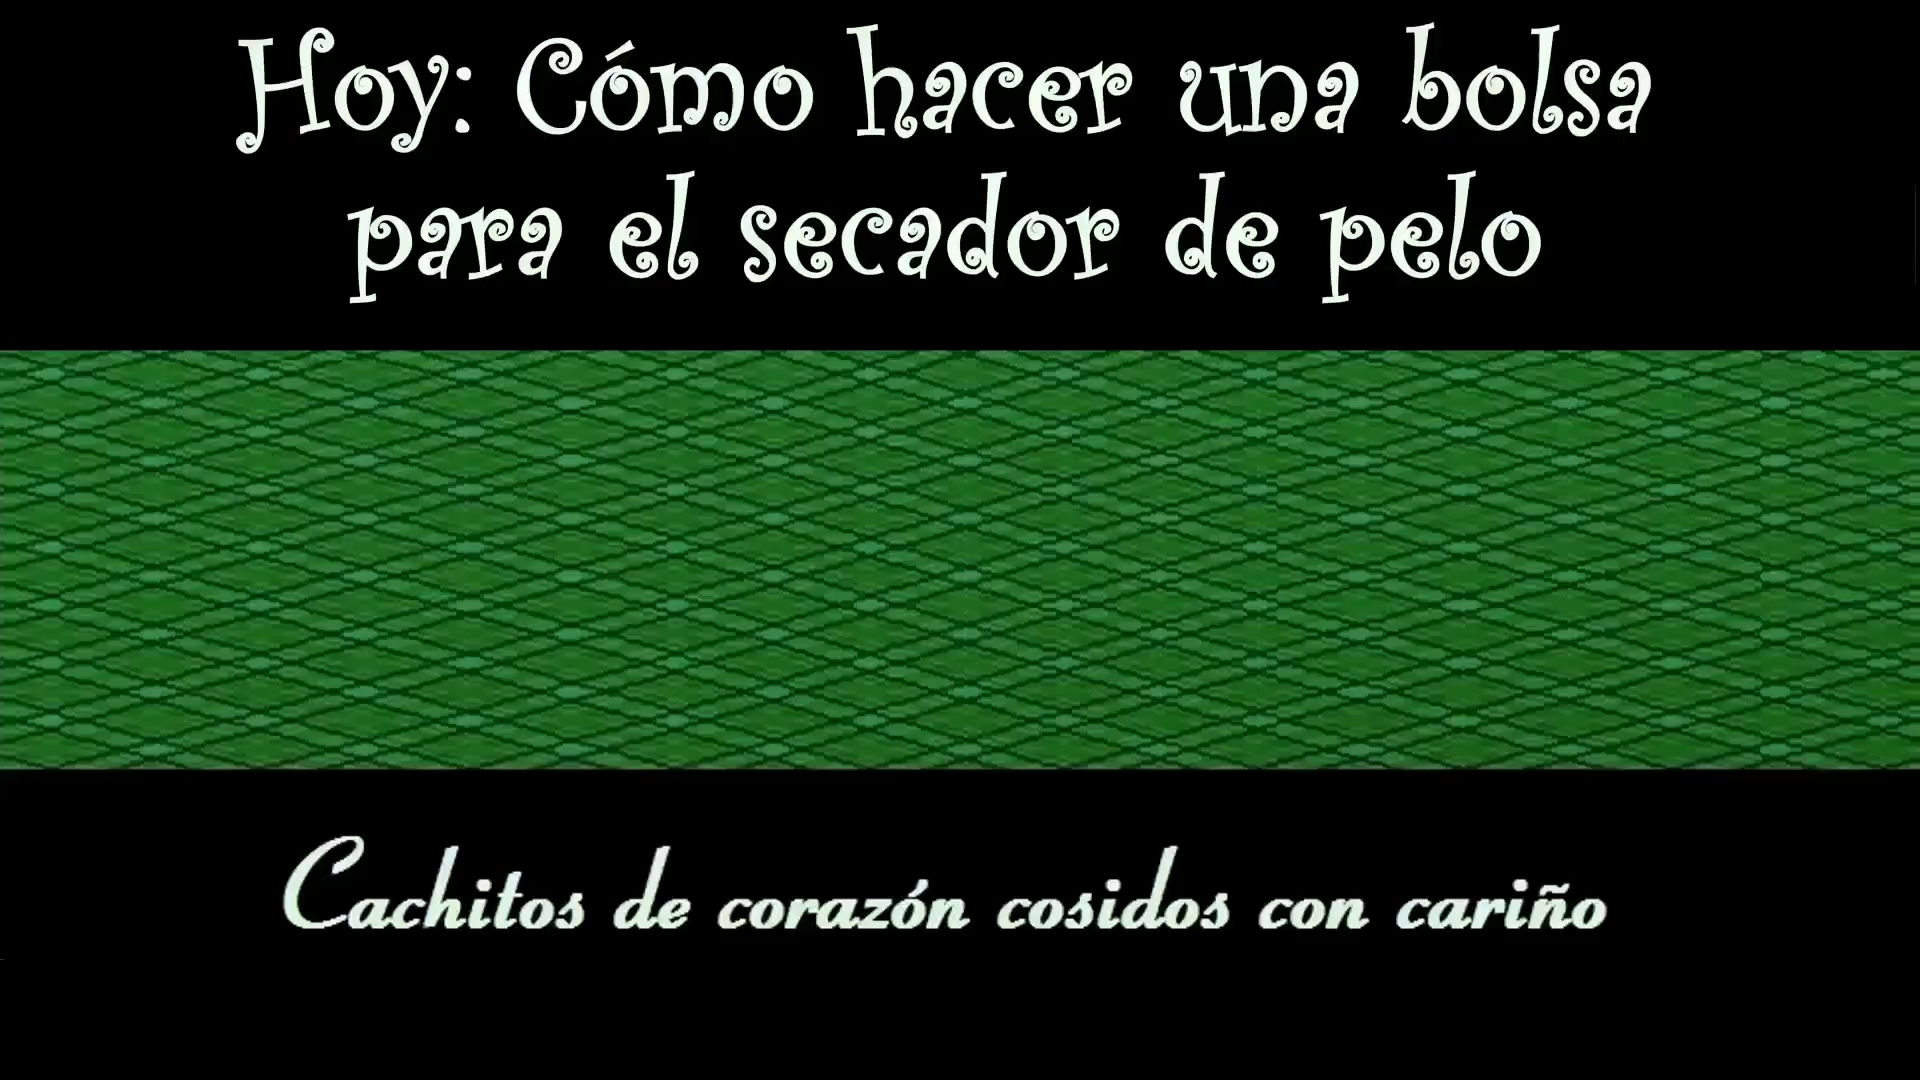 Hoy: Cómo hacer una bolsa
para el secador de pelo
Cachitos de corazón cosidos con cariño